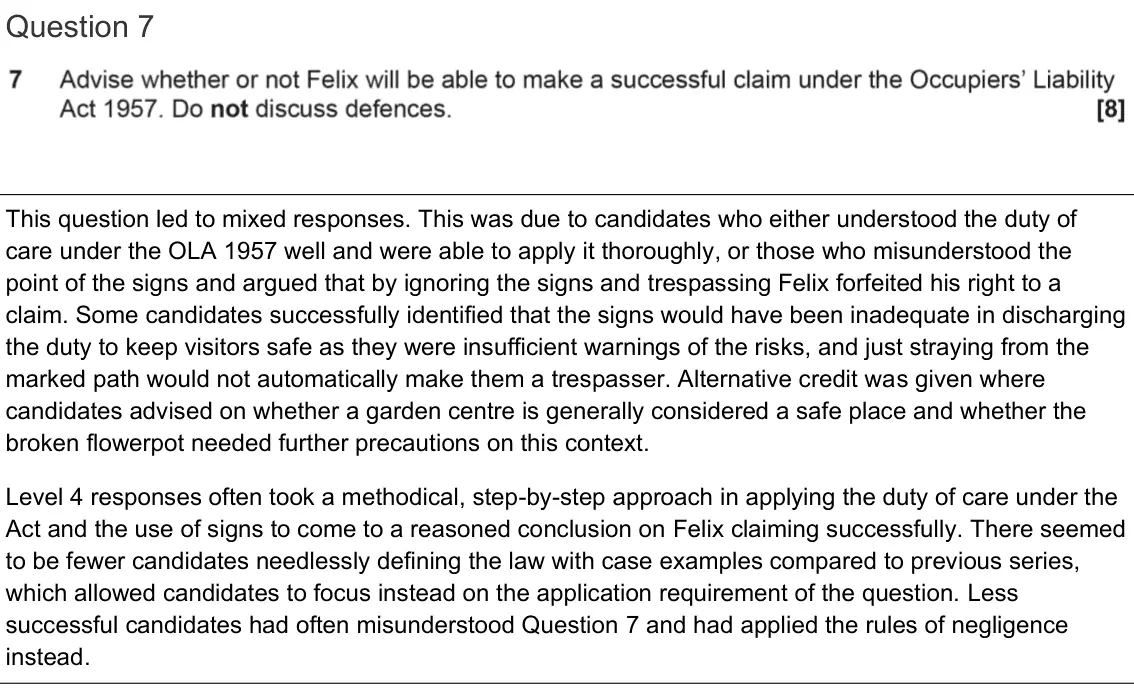 Question 7
7 Advise whether or not Felix will be able to make a successful claim under the Occupiers’ Liability
Act 1957. Do not discuss defences. [8]
This question led to mixed responses. This was due to candidates who either understood the duty of
care under the OLA 1957 well and were able to apply it thoroughly, or those who misunderstood the
point of the signs and argued that by ignoring the signs and trespassing Felix forfeited his right to a
claim. Some candidates successfully identified that the signs would have been inadequate in discharging
the duty to keep visitors safe as they were insufficient warnings of the risks, and just straying from the
marked path would not automatically make them a trespasser. Alternative credit was given where
candidates advised on whether a garden centre is generally considered a safe place and whether the
broken flowerpot needed further precautions on this context.
Level 4 responses often took a methodical, step-by-step approach in applying the duty of care under the
Act and the use of signs to come to a reasoned conclusion on Felix claiming successfully. There seemed
to be fewer candidates needlessly defining the law with case examples compared to previous series,
which allowed candidates to focus instead on the application requirement of the question. Less
successful candidates had often misunderstood Question 7 and had applied the rules of negligence
instead.